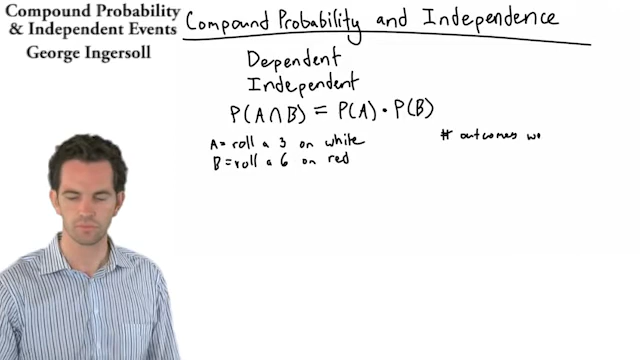 Compound Probability
& Independent Events
George Ingersoll
Compound Probability and Independence
Dependent
Independent
P(A∩B) = P(A) · P(B)
A = roll a 3 on white
B = roll a 6 on red
# outcomes wo